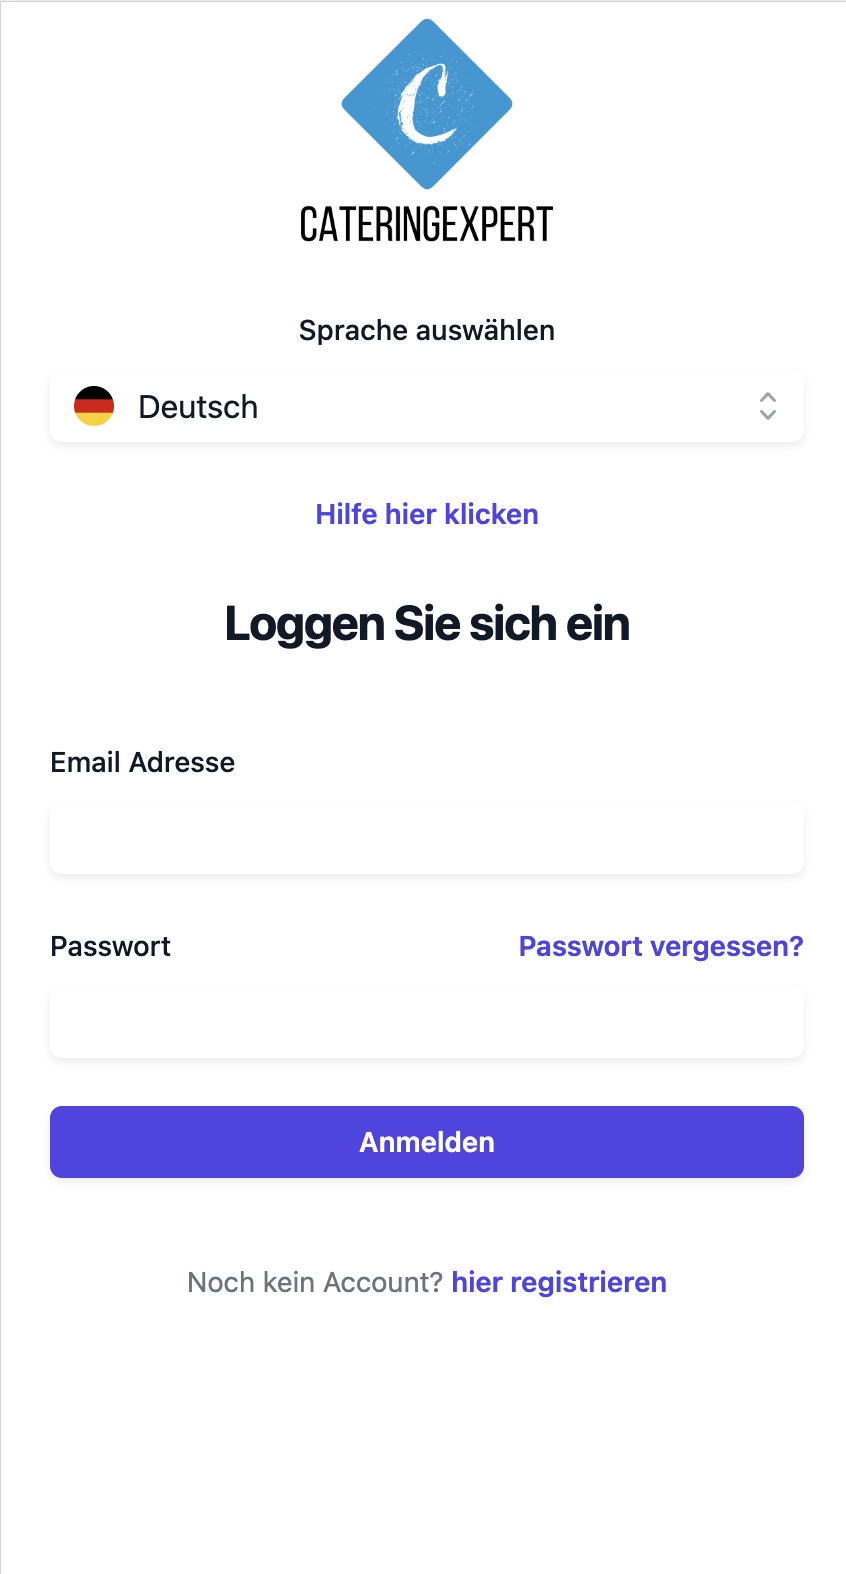 C
CATERINGEXPERT
Sprache auswählen
Deutsch
Hilfe hier klicken
Loggen Sie sich ein
Email Adresse
Passwort Passwort vergessen?
Anmelden
Noch kein Account? hier registrieren